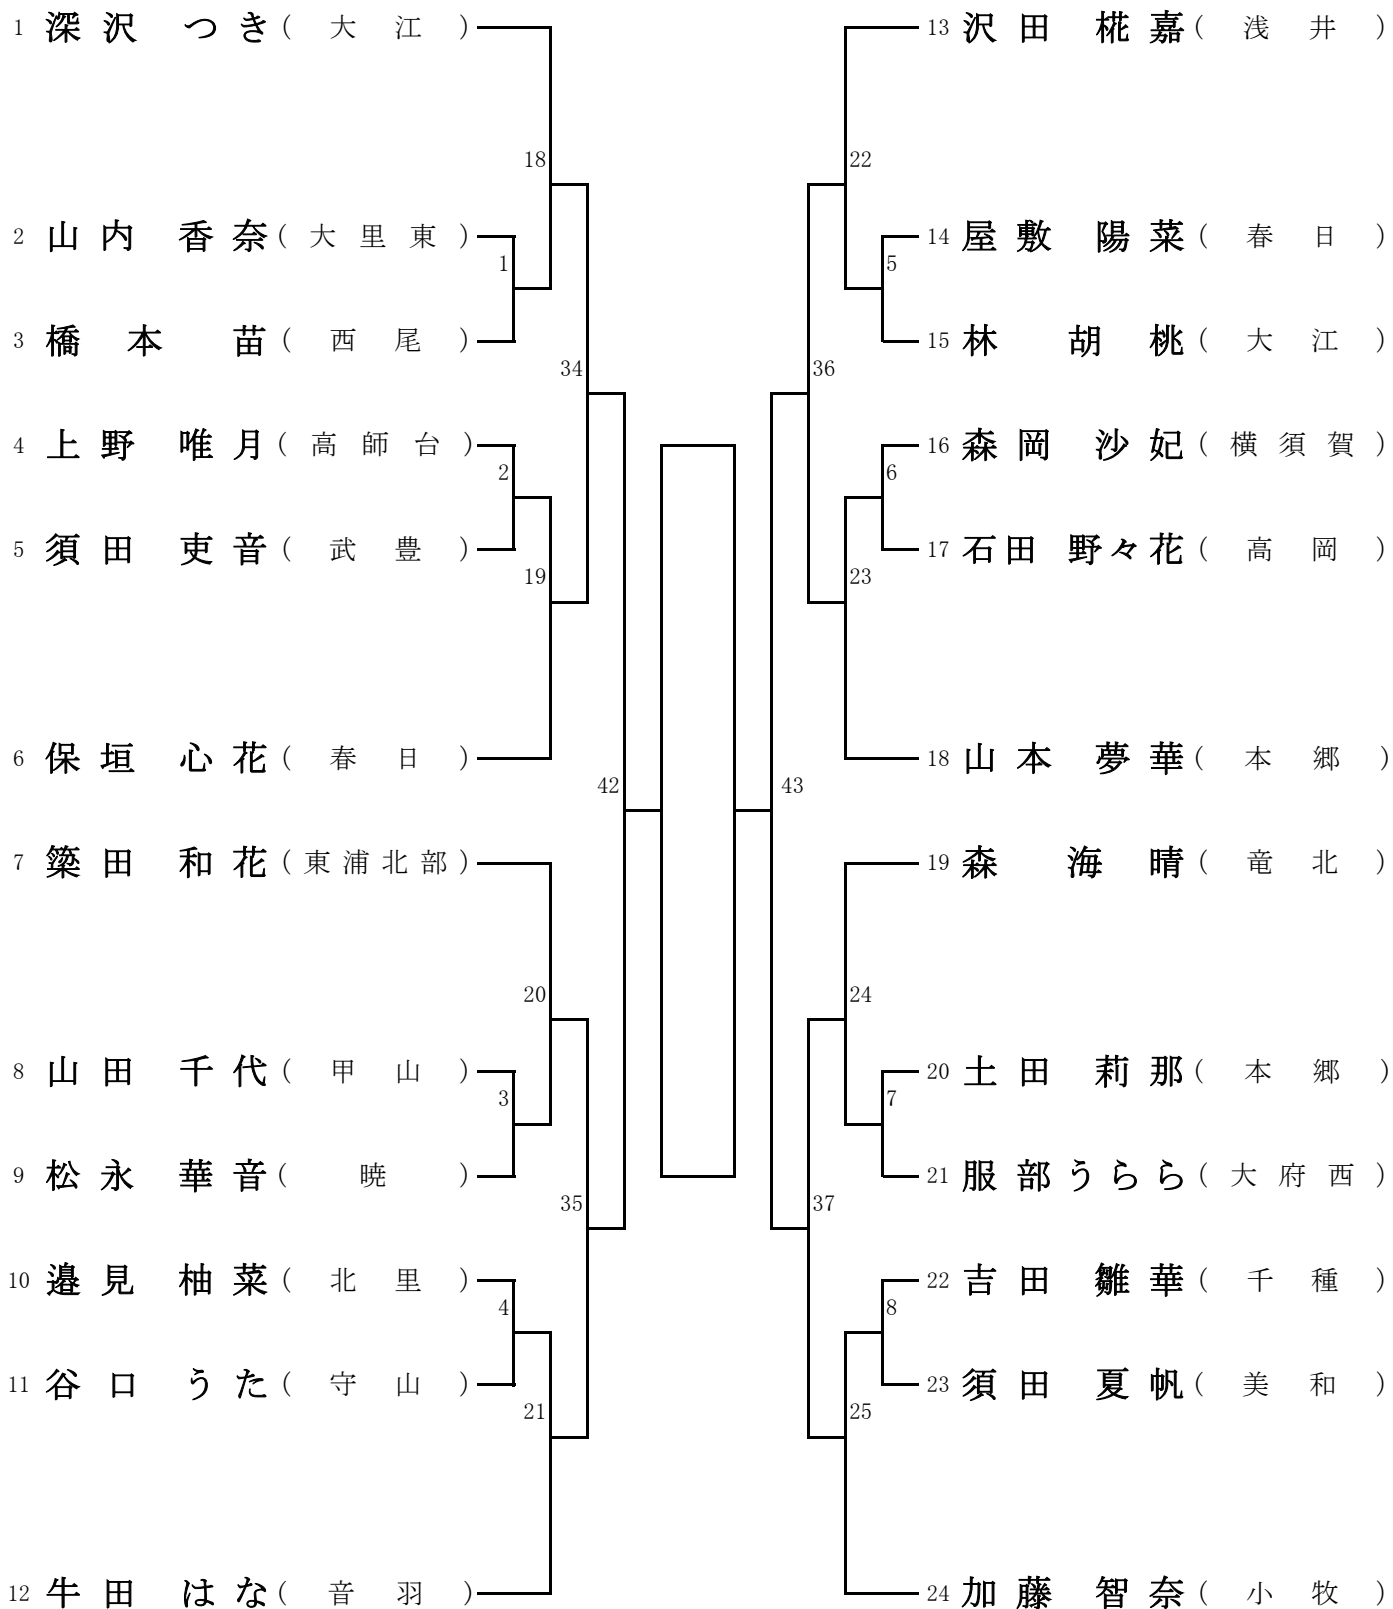 1 深沢 つき ( 大江 )
18
2 山内 香奈 ( 大里東 )
1
3 橋本 苗 ( 西尾 )
34
4 上野 唯月 ( 高師台 )
2
5 須田 吏音 ( 武豊 )
19
6 保垣 心花 ( 春日 )
42
7 簗田 和花 ( 東浦北部 )
20
8 山田 千代 ( 甲山 )
3
9 松永 華音 ( 暁 )
35
10 邉見 柚菜 ( 北里 )
4
11 谷口 うた ( 守山 )
21
12 牛田 はな ( 音羽 )
13 沢田 椛嘉 ( 浅井 )
22
14 屋敷 陽菜 ( 春日 )
5
15 林 胡桃 ( 大江 )
36
16 森岡 沙妃 ( 横須賀 )
6
17 石田 野々花 ( 高岡 )
23
18 山本 夢華 ( 本郷 )
43
19 森 海晴 ( 竜北 )
24
20 土田 莉那 ( 本郷 )
7
21 服部うらら ( 大府西 )
37
22 吉田 雛華 ( 千種 )
8
23 須田 夏帆 ( 美和 )
25
24 加藤 智奈 ( 小牧 )